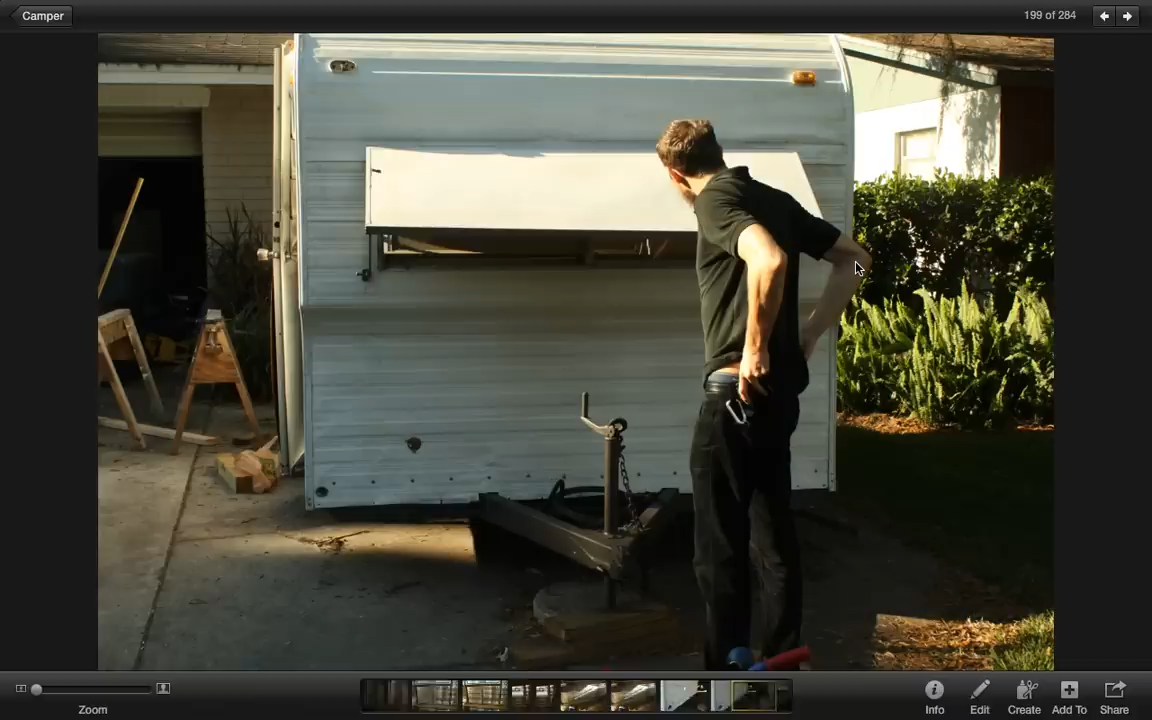 Camper
199 of 284
Zoom
Info
Edit
Create
Add To
Share